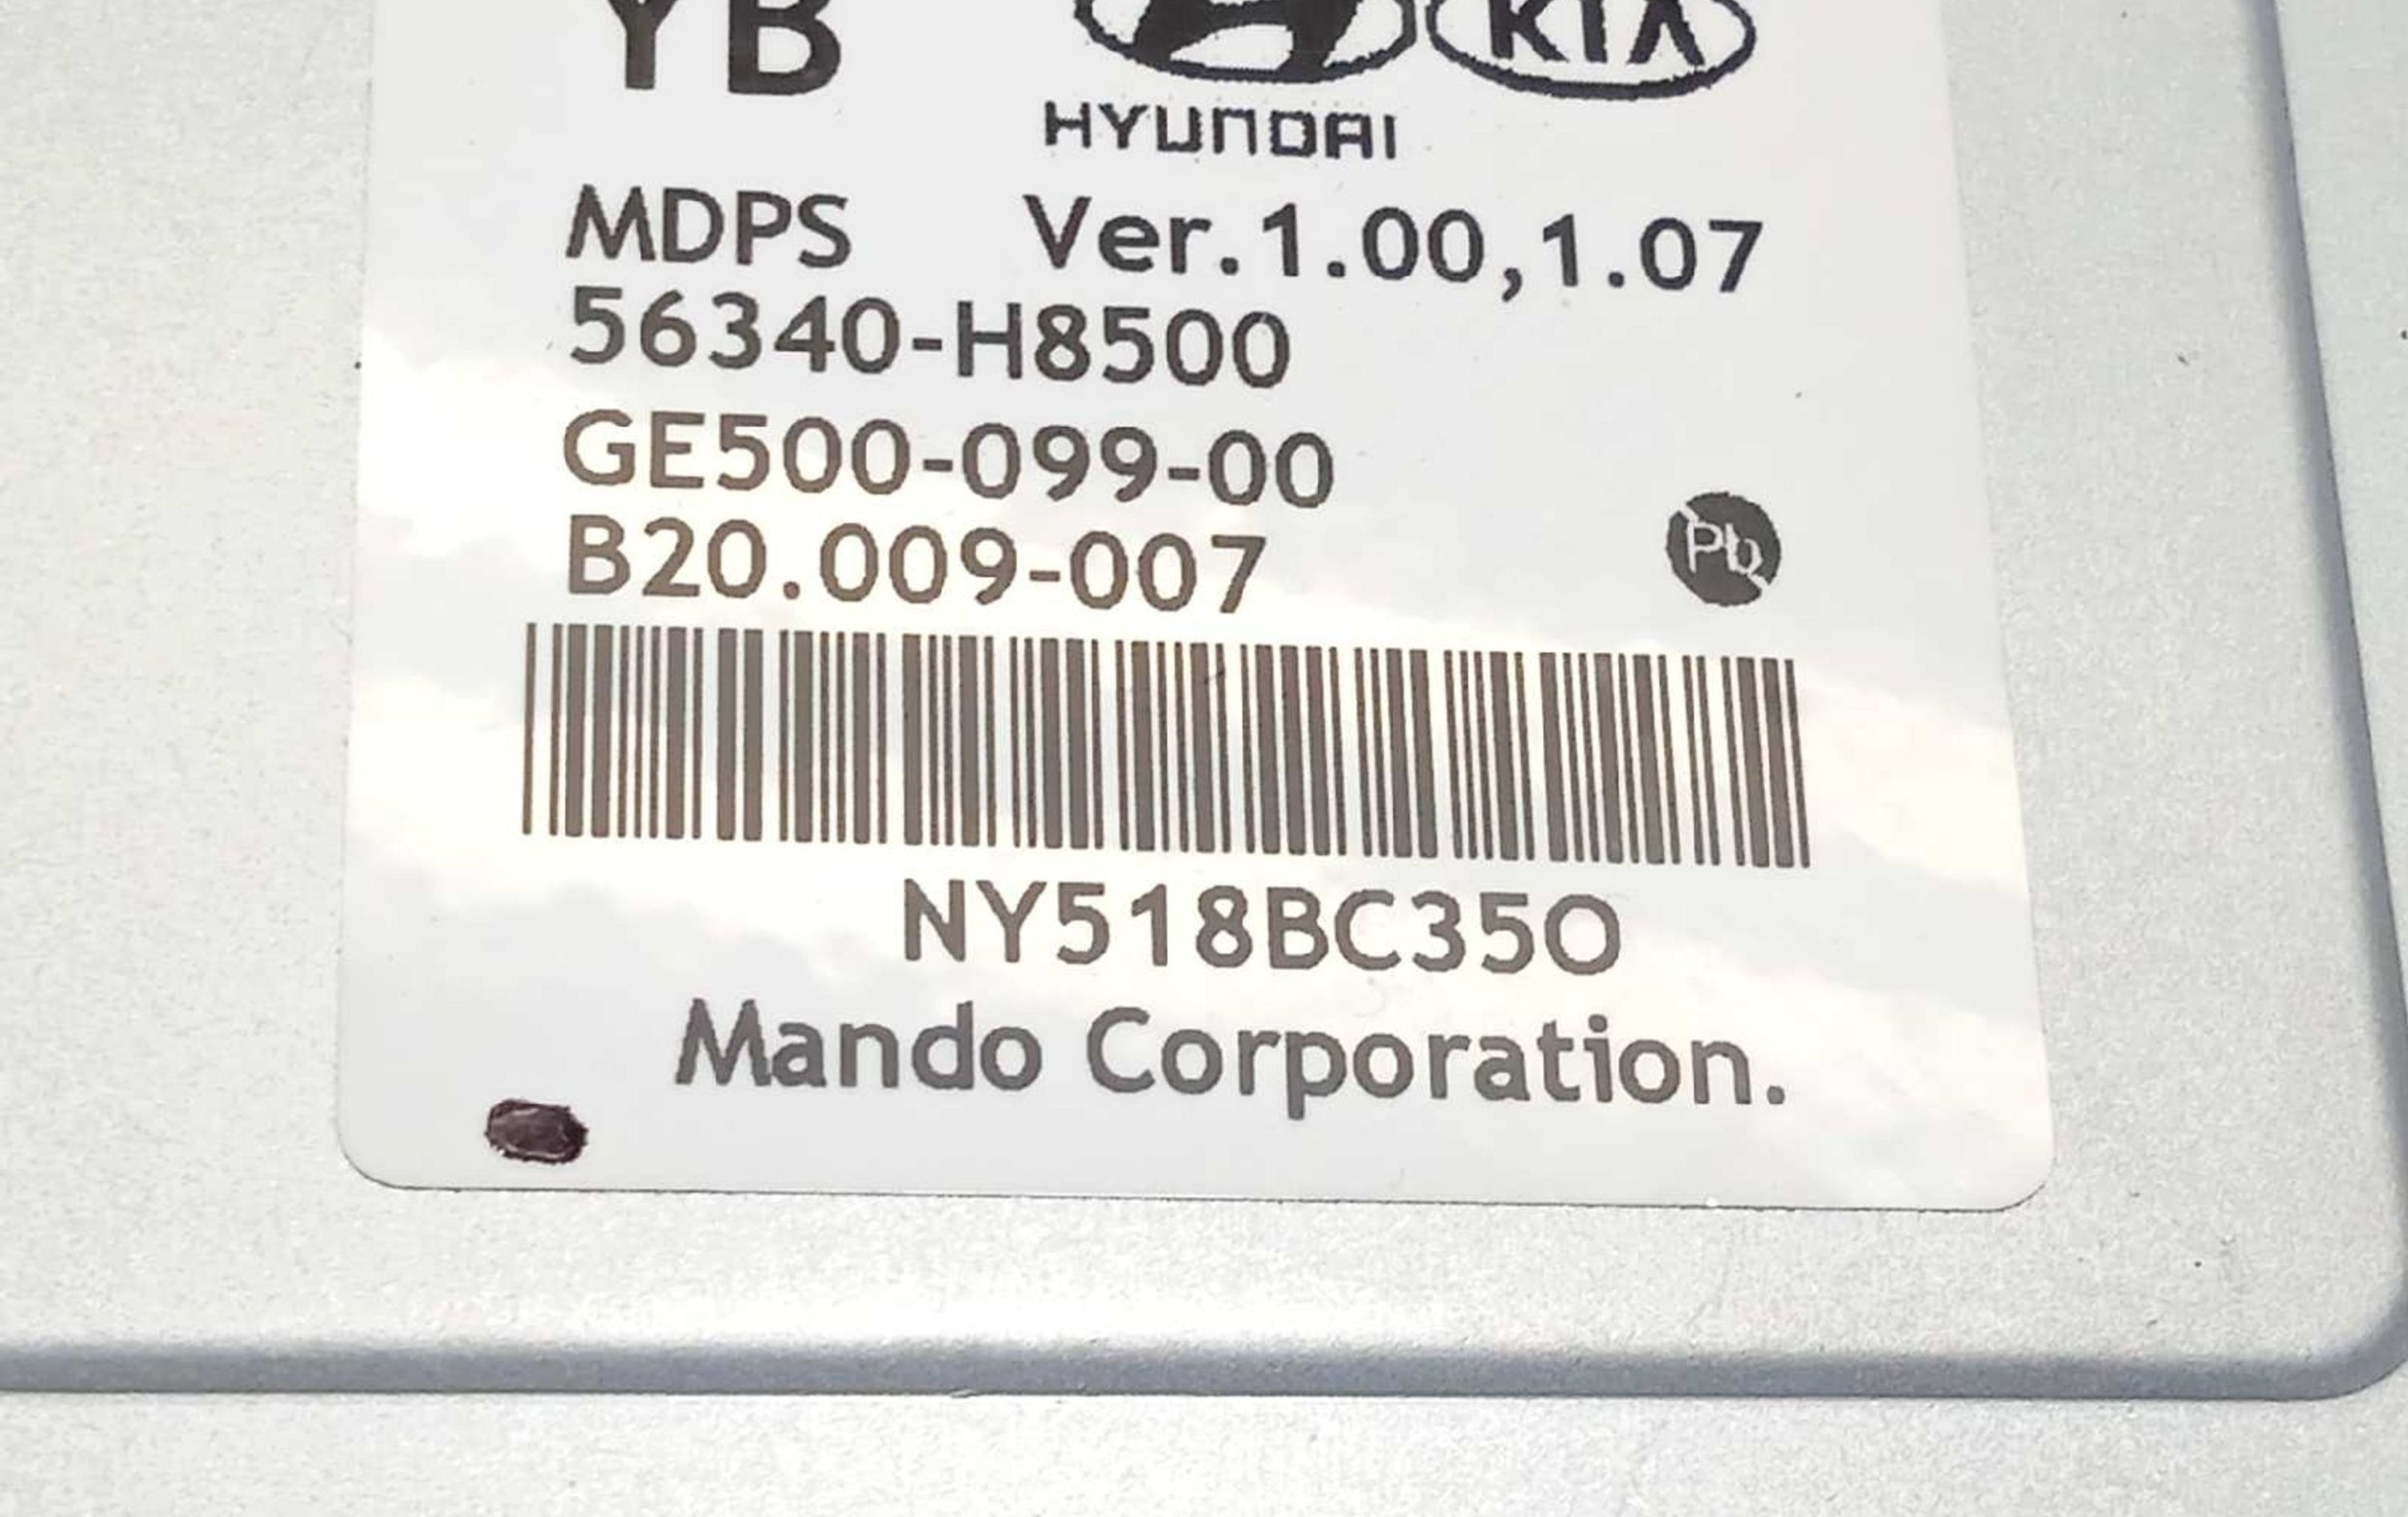 YB KIA
HYUNDAI
MDPS Ver.1.00,1.07
56340-H8500
GE500-099-00
B20.009-007
Pb
NY518BC35O
Mando Corporation.